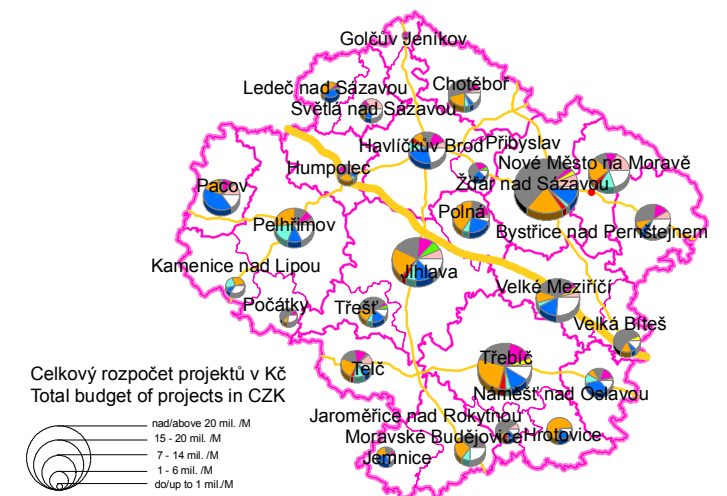 Golčův Jeníkov
Ledeč nad Sázavou
Chotěboř
Světlá nad Sázavou
Havlíčkův Brod
Přibyslav
Humpolec
Nové Město na Moravě
Pacov
Žďár nad Sázavou
Polná
Pelhřimov
Bystřice nad Pernštejnem
Kamenice nad Lipou
Jihlava
Velké Meziříčí
Počátky
Třešť
Velká Bíteš
Telč
Třebíč
Náměšť nad Oslavou
Jaroměřice nad Rokytnou
Moravské Budějovice
Hrotovice
Jemnice
Celkový rozpočet projektů v Kč
Total budget of projects in CZK
nad/above 20 mil. /M
15 - 20 mil. /M
7 - 14 mil. /M
1 - 6 mil. /M
do/up to 1 mil./M